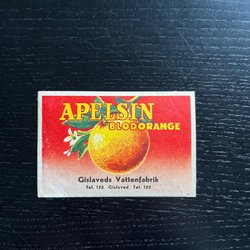 APELSIN
BLODORANGE
Gislaveds Vattenfabrik
Tel. 123 Gislaved Tel. 123